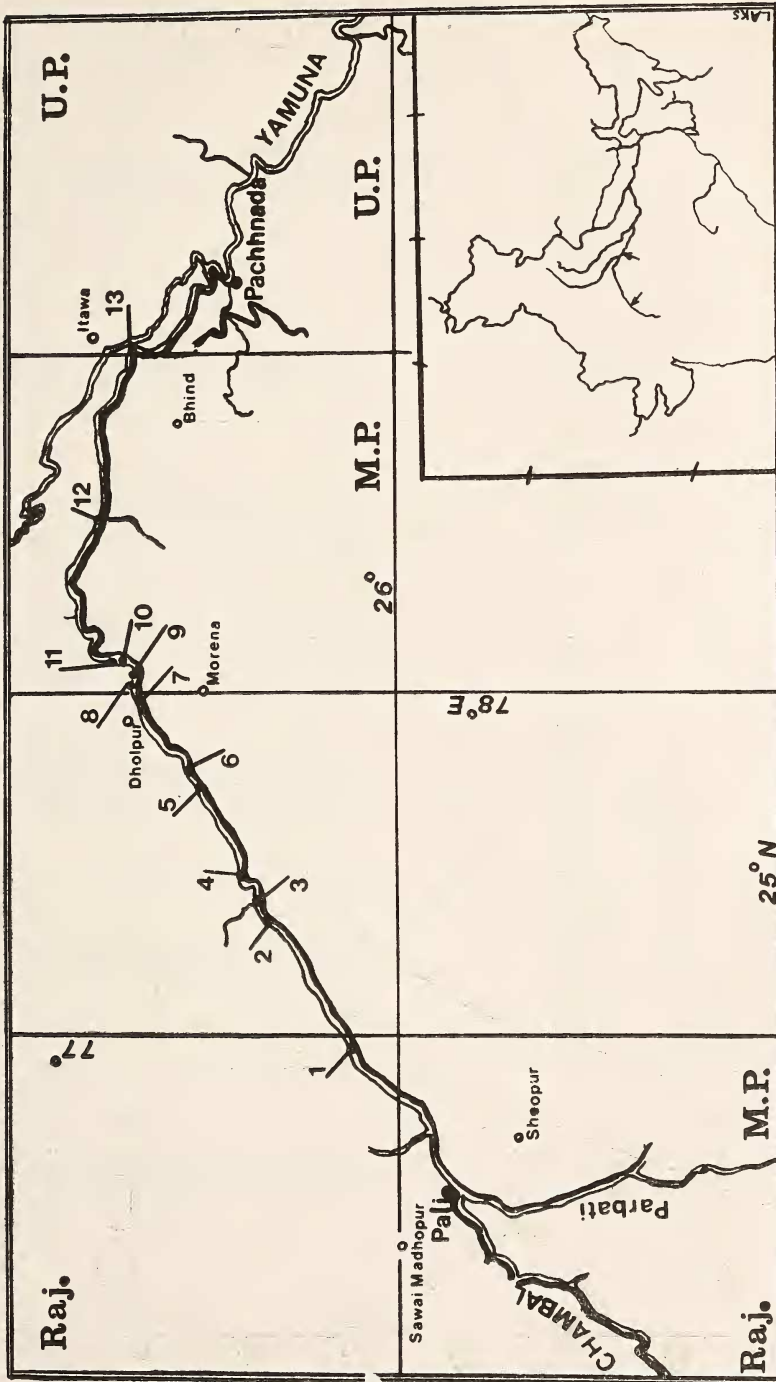 Raj.
U.P.
77°
Itawa
13
12
11
10
9
8
7
Dholpur
Bhind
Morena
6
5
4
3
2
1
YAMUNA
Pachhnada
26°
M.P.
U.P.
Sawai Madhopur
Pali
78°E
Sheopur
CHAMBAL
Parbati
Raj.
M.P.
25°N
LAKS